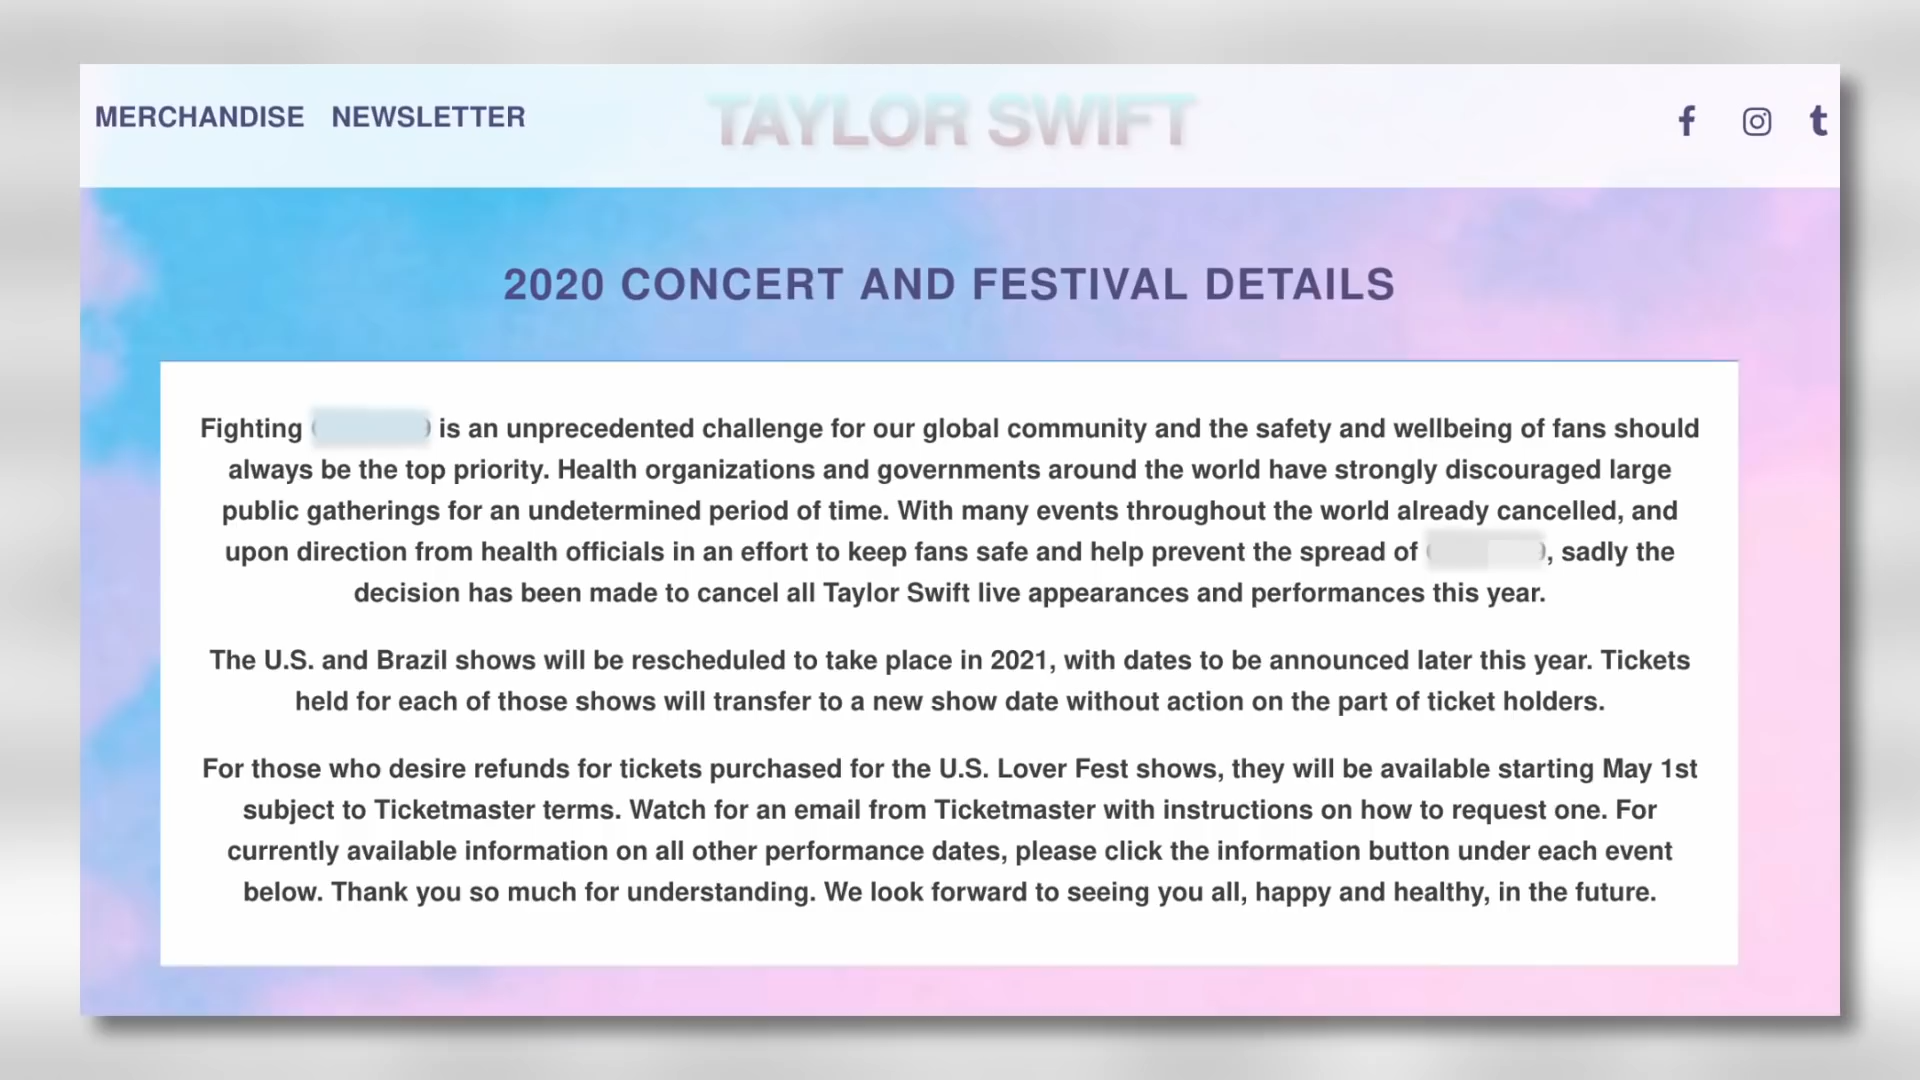 MERCHANDISE NEWSLETTER
TAYLOR SWIFT
2020 CONCERT AND FESTIVAL DETAILS
Fighting is an unprecedented challenge for our global community and the safety and wellbeing of fans should
always be the top priority. Health organizations and governments around the world have strongly discouraged large
public gatherings for an undetermined period of time. With many events throughout the world already cancelled, and
upon direction from health officials in an effort to keep fans safe and help prevent the spread of , sadly the
decision has been made to cancel all Taylor Swift live appearances and performances this year.
The U.S. and Brazil shows will be rescheduled to take place in 2021, with dates to be announced later this year. Tickets
held for each of those shows will transfer to a new show date without action on the part of ticket holders.
For those who desire refunds for tickets purchased for the U.S. Lover Fest shows, they will be available starting May 1st
subject to Ticketmaster terms. Watch for an email from Ticketmaster with instructions on how to request one. For
currently available information on all other performance dates, please click the information button under each event
below. Thank you so much for understanding. We look forward to seeing you all, happy and healthy, in the future.